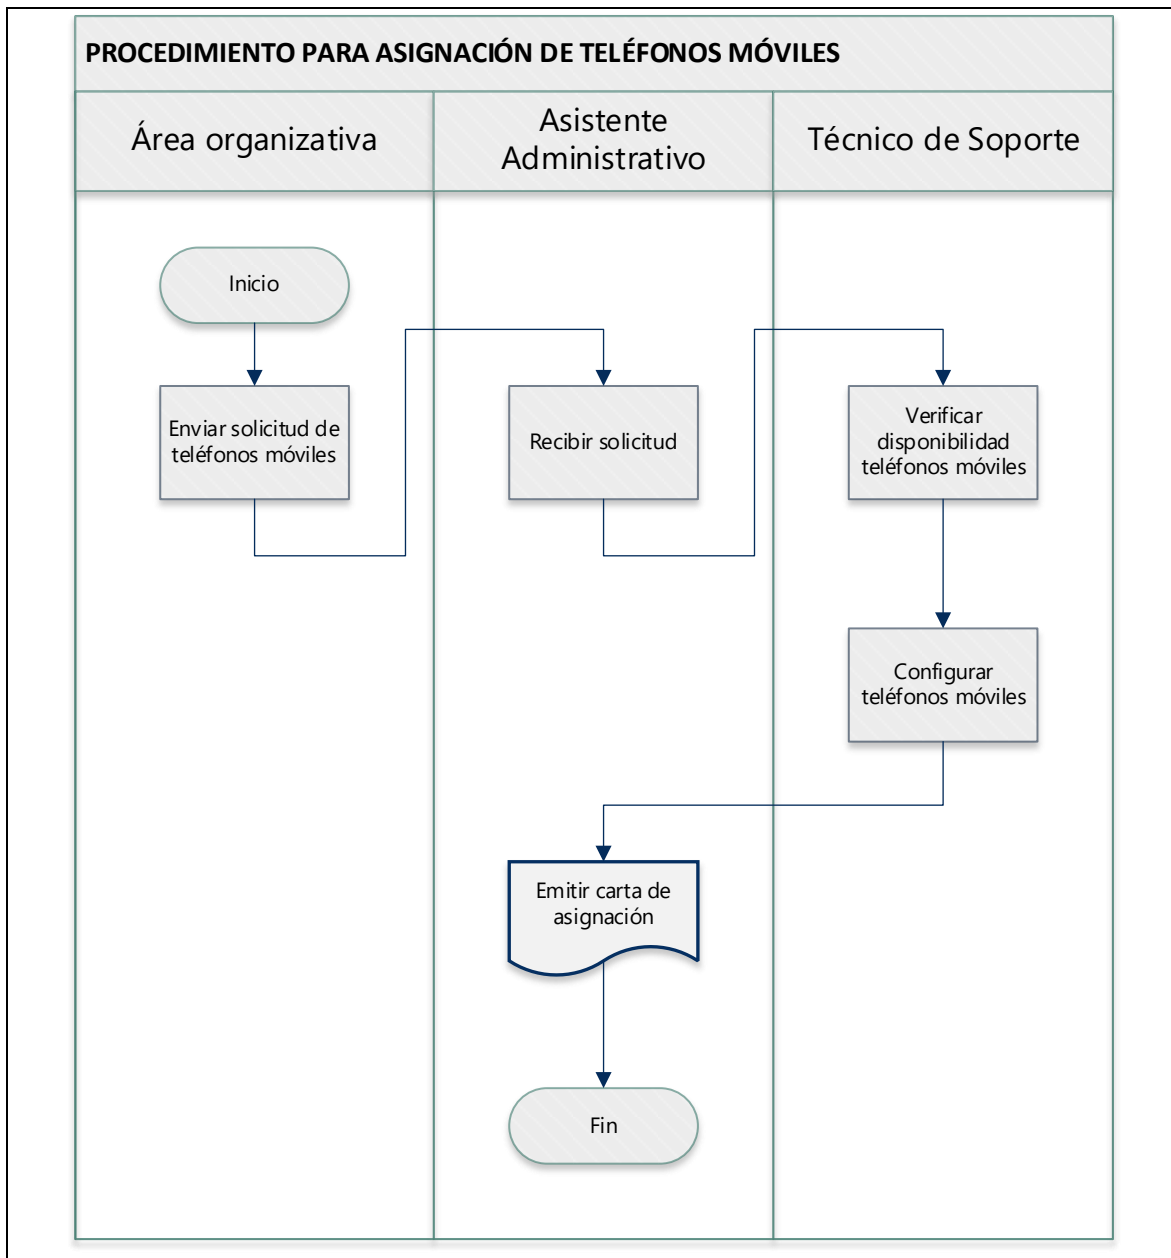 PROCEDIMIENTO PARA ASIGNACIÓN DE TELÉFONOS MÓVILES
Área organizativa
Asistente
Administrativo
Técnico de Soporte
Inicio
Enviar solicitud de
teléfonos móviles
Recibir solicitud
Verificar
disponibilidad
teléfonos móviles
Configurar
teléfonos móviles
Emitir carta de
asignación
Fin